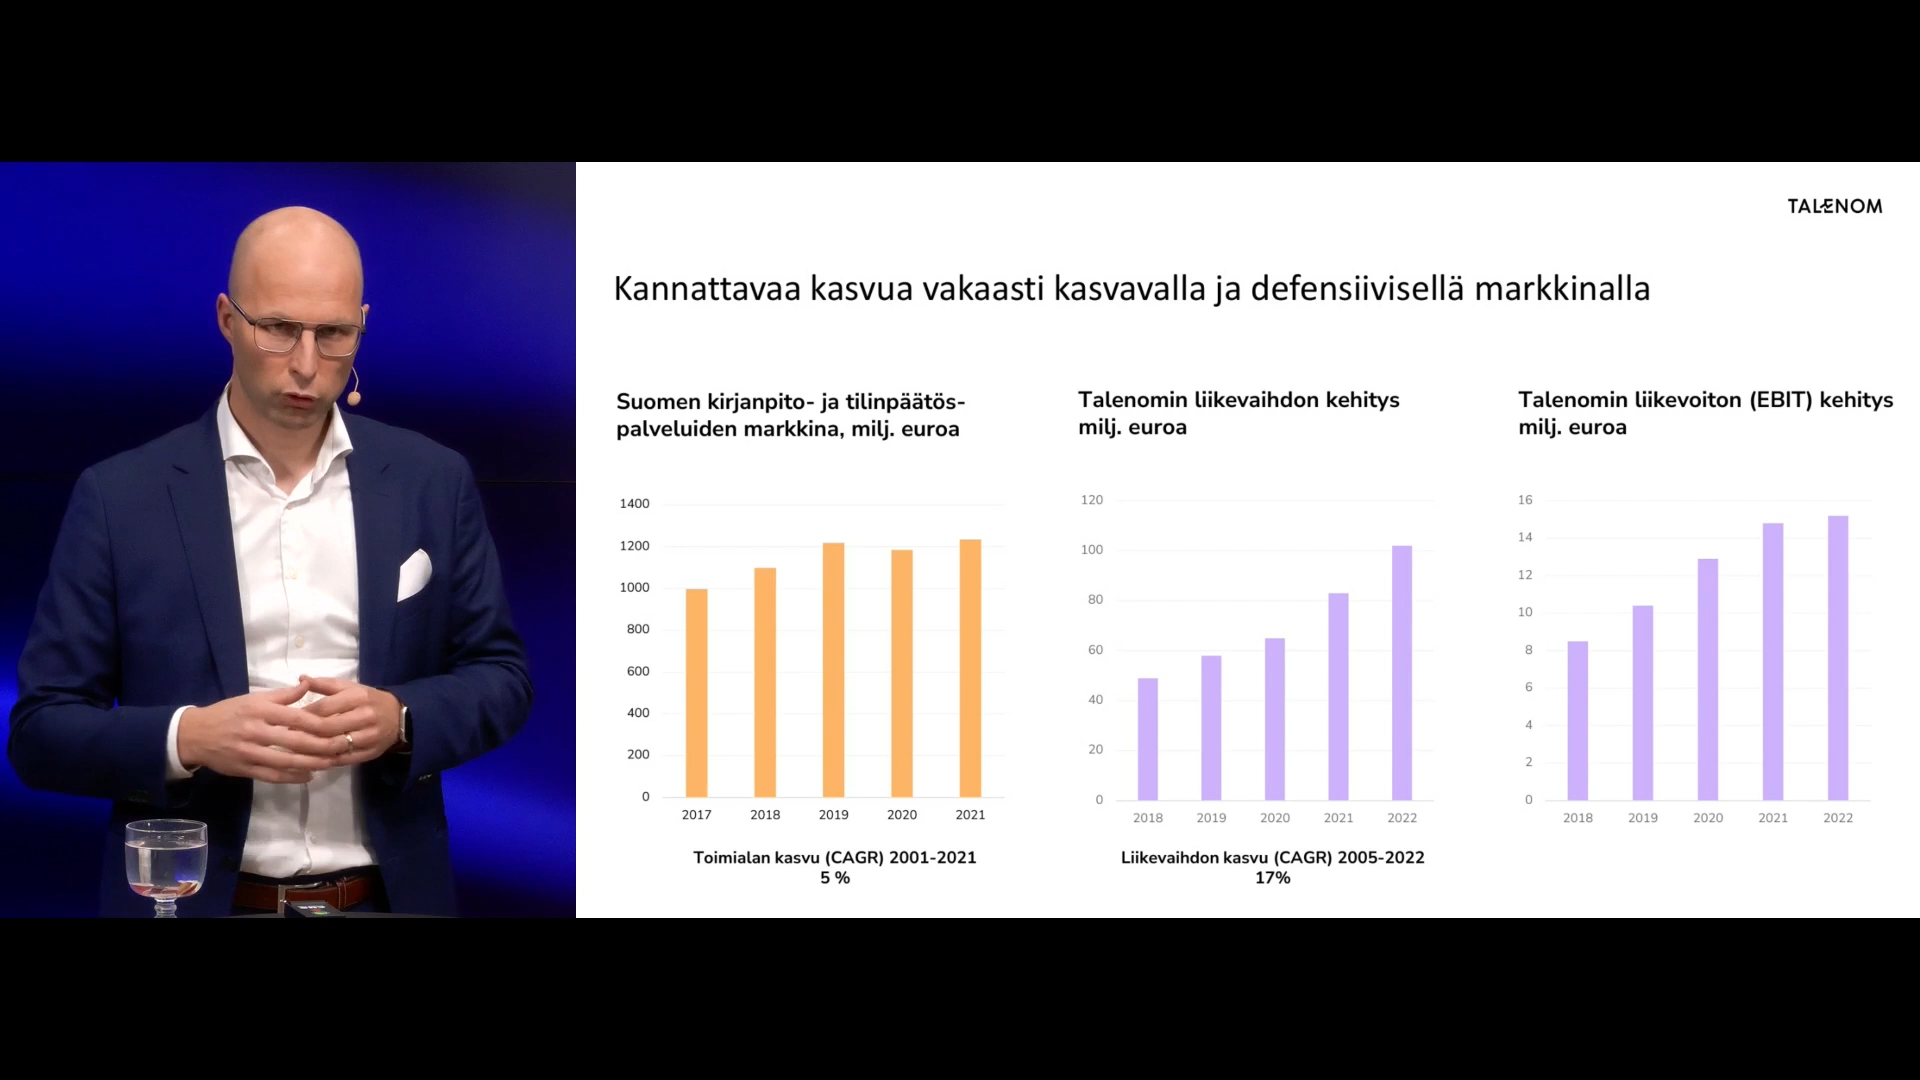 TALENOM
Kannattavaa kasvua vakaasti kasvavalla ja defensiivisellä markkinalla
Suomen kirjanpito- ja tilinpäätös-
palveluiden markkina, milj. euroa
1400
1200
1000
800
600
400
200
0
2017 2018 2019 2020 2021
Toimialan kasvu (CAGR) 2001-2021
5 %
Talenomin liikevaihdon kehitys
milj. euroa
120
100
80
60
40
20
0
2018 2019 2020 2021 2022
Liikevaihdon kasvu (CAGR) 2005-2022
17%
Talenomin liikevoiton (EBIT) kehitys
milj. euroa
16
14
12
10
8
6
4
2
0
2018 2019 2020 2021 2022